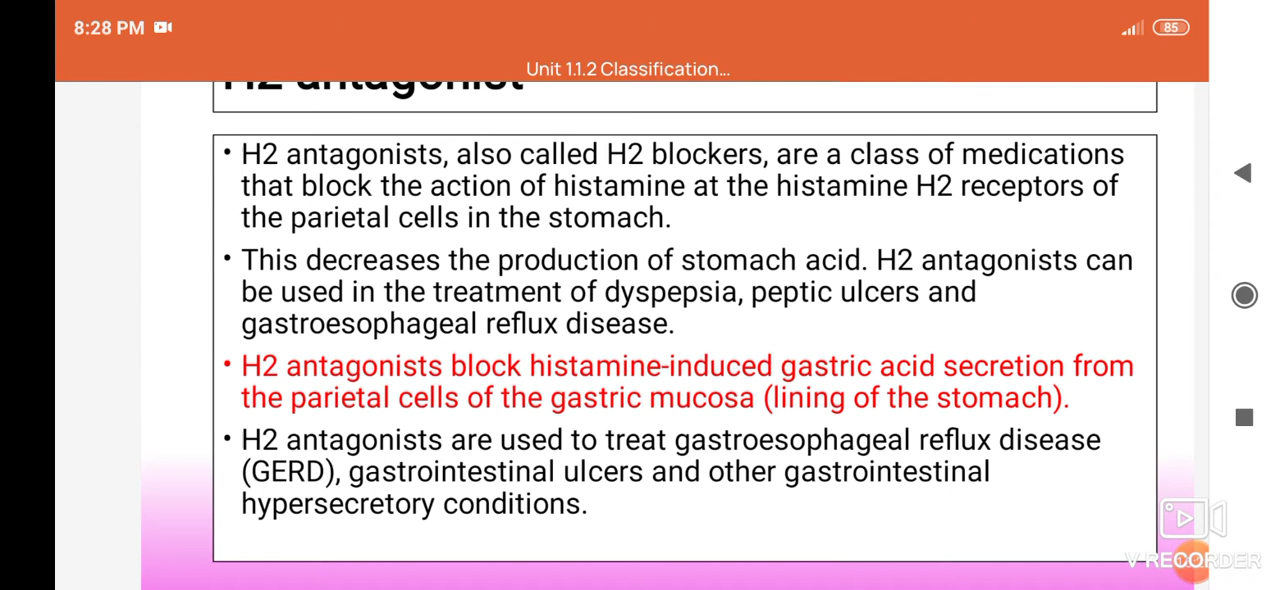 8:28 PM
85
Unit 1.1.2 Classification...
H2 antagonist
• H2 antagonists, also called H2 blockers, are a class of medications
that block the action of histamine at the histamine H2 receptors of
the parietal cells in the stomach.
• This decreases the production of stomach acid. H2 antagonists can
be used in the treatment of dyspepsia, peptic ulcers and
gastroesophageal reflux disease.
• H2 antagonists block histamine-induced gastric acid secretion from
the parietal cells of the gastric mucosa (lining of the stomach).
• H2 antagonists are used to treat gastroesophageal reflux disease
(GERD), gastrointestinal ulcers and other gastrointestinal
hypersecretory conditions.
V RECORDER